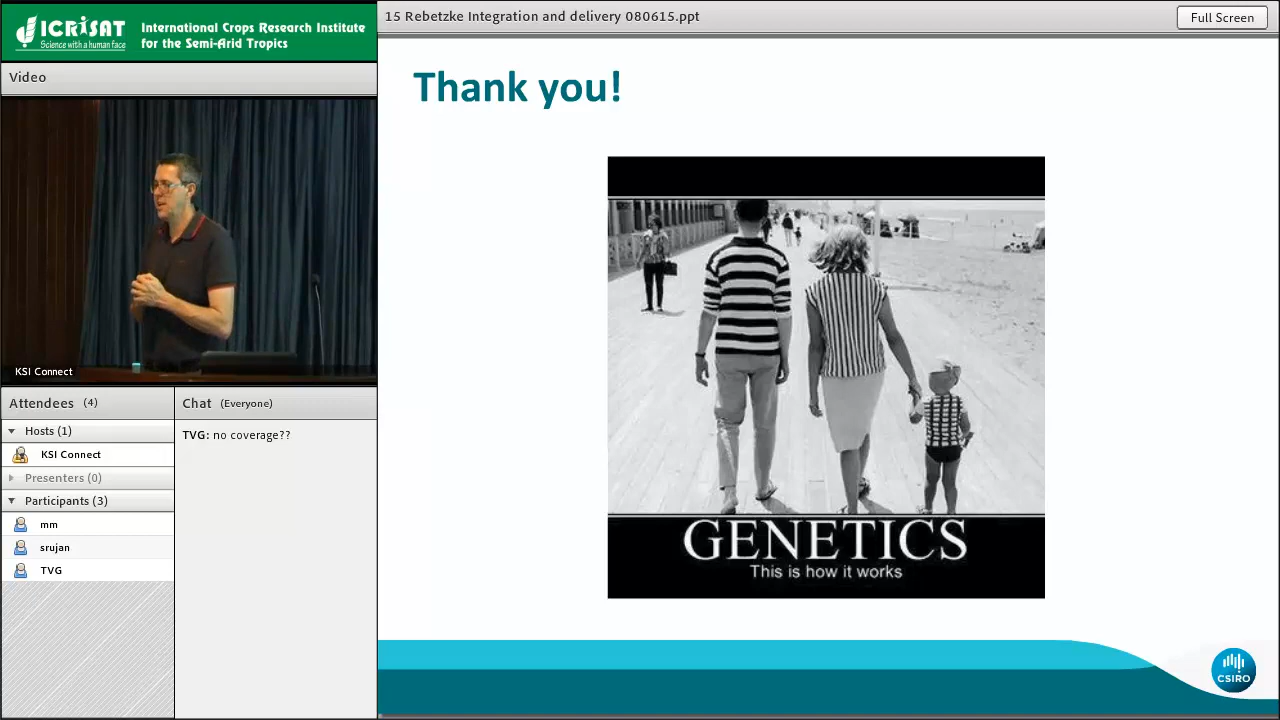 ICRISAT
Science with a human face
International Crops Research Institute
for the Semi-Arid Tropics
15 Rebetzke Integration and delivery 080615.ppt
Full Screen
Video
KSI Connect
Attendees (4)
Hosts (1)
KSI Connect
Presenters (0)
Participants (3)
mm
srujan
TVG
Chat (Everyone)
TVG: no coverage??
Thank you!
GENETICS
This is how it works
CSIRO